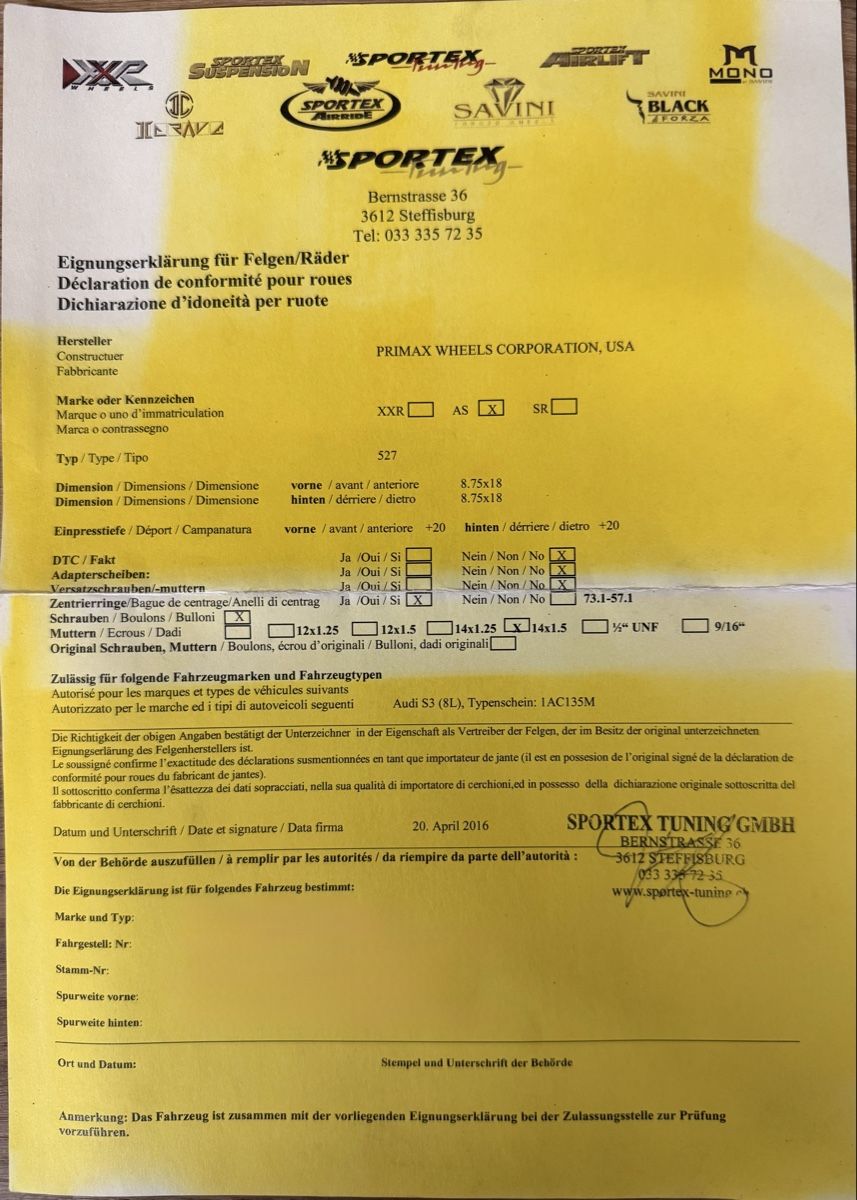 XXR WHEELS
SPORTEX SUSPENSION
SPORTEX Tuning
SPORTEX AIRLIFT
M MONO
SPORTEX AIRRIDE
SAVINI
SAVINI BLACK di FORZA
SPORTEX Tuning
Bernstrasse 36
3612 Steffisburg
Tel: 033 335 72 35
Eignungserklärung für Felgen/Räder
Déclaration de conformité pour roues
Dichiarazione d'idoneità per ruote
Hersteller
Constructuer
Fabbricante
PRIMAX WHEELS CORPORATION, USA
Marke oder Kennzeichen
Marque o uno d'immatriculation
Marca o contrassegno
XXR AS X SR
Typ / Type / Tipo 527
Dimension / Dimensions / Dimensione vorne / avant / anteriore 8.75x18
Dimension / Dimensions / Dimensione hinten / dérriere / dietro 8.75x18
Einpresstiefe / Déport / Campanatura vorne / avant / anteriore +20 hinten / dérriere / dietro +20
DTC / Fakt Ja /Oui / Si Nein / Non / No X
Adapterscheiben: Ja /Oui / Si Nein / Non / No X
Versatzschrauben/-muttern Ja /Oui / Si Nein / Non / No X
Zentrierringe/Bague de centrage/Anelli di centrag Ja /Oui / Si X Nein / Non / No 73.1-57.1
Schrauben / Boulons / Bulloni X
Muttern / Ecrous / Dadi 12x1.25 12x1.5 14x1.25 X 14x1.5 ½“ UNF 9/16“
Original Schrauben, Muttern / Boulons, écrou d'originali / Bulloni, dadi originali
Zulässig für folgende Fahrzeugmarken und Fahrzeugtypen
Autorisé pour les marques et types de véhicules suivants
Autorizzato per le marche ed i tipi di autoveicoli seguenti Audi S3 (8L), Typenschein: 1AC135M
Die Richtigkeit der obigen Angaben bestätigt der Unterzeichner in der Eigenschaft als Vertreiber der Felgen, der im Besitz der original unterzeichneten
Eignungserlärung des Felgenherstellers ist.
Le soussigné confirme l'exactitude des déclarations susmentionnées en tant que importateur de jante (il est en possesion de l'original signé de la déclaration de
conformité pour roues du fabricant de jantes).
Il sottoscritto conferma l'êsattezza dei dati sopracciati, nella sua qualità di importatore di cerchioni,ed in possesso della dichiarazione originale sottoscritta del
fabbricante di cerchioni.
Datum und Unterschrift / Date et signature / Data firma 20. April 2016
SPORTEX TUNING GMBH
BERNSTRASSE 36
3612 STEFFISBURG
033 335 72 35
www.sportex-tuning.ch
Von der Behörde auszufüllen / à remplir par les autorités / da riempire da parte dell'autorità :
Die Eignungserklärung ist für folgendes Fahrzeug bestimmt:
Marke und Typ:
Fahrgestell: Nr:
Stamm-Nr:
Spurweite vorne:
Spurweite hinten:
Ort und Datum: Stempel und Unterschrift der Behörde
Anmerkung: Das Fahrzeug ist zusammen mit der vorliegenden Eignungserklärung bei der Zulassungsstelle zur Prüfung
vorzuführen.